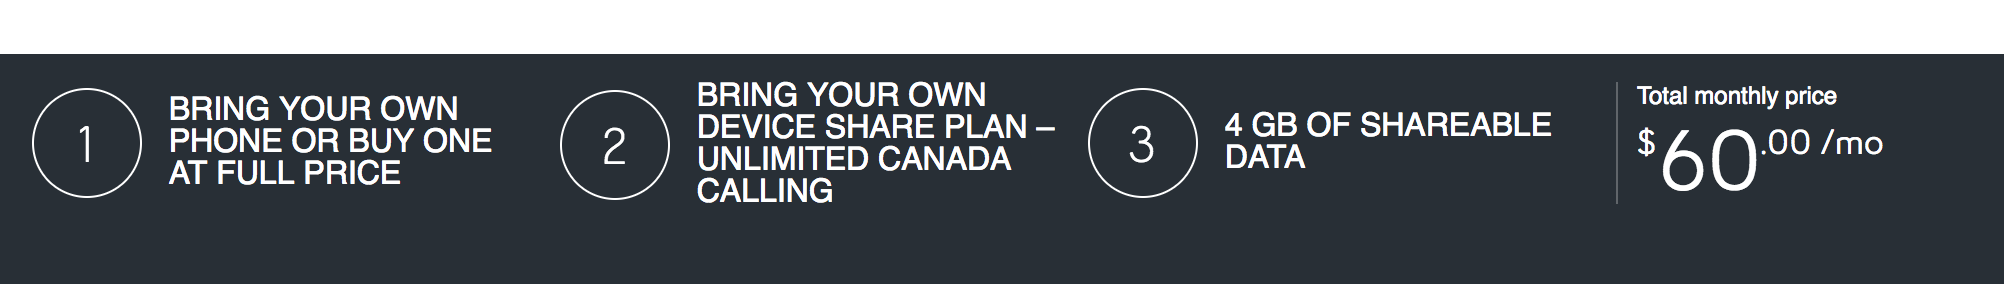 1
BRING YOUR OWN
PHONE OR BUY ONE
AT FULL PRICE
2
BRING YOUR OWN
DEVICE SHARE PLAN –
UNLIMITED CANADA
CALLING
3
4 GB OF SHAREABLE
DATA
Total monthly price
$60.00 /mo